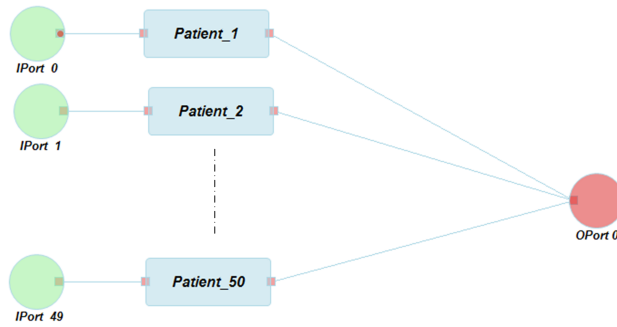 Patient_1
IPort 0
Patient_2
IPort 1
OPort 0
Patient_50
IPort 49